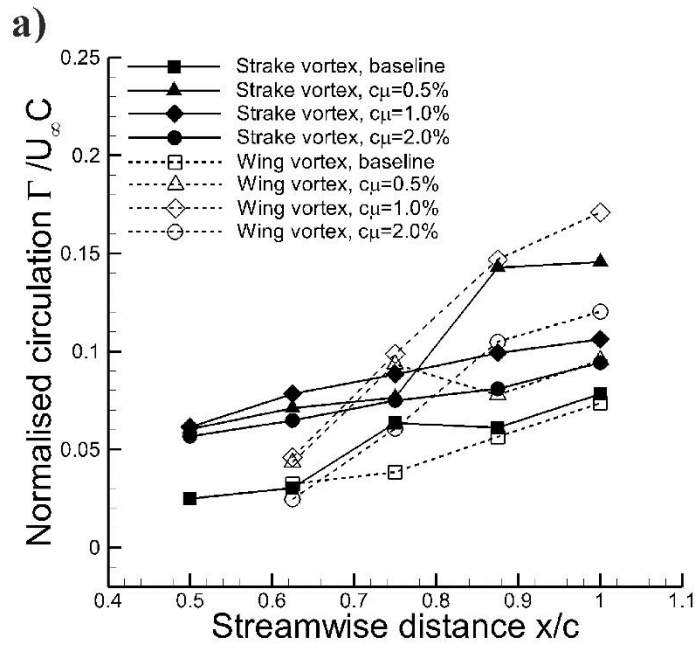 a)
Normalised circulation Γ /U∞C
0.25
0.2
0.15
0.1
0.05
0
Strake vortex, baseline
Strake vortex, cμ=0.5%
Strake vortex, cμ=1.0%
Strake vortex, cμ=2.0%
Wing vortex, baseline
Wing vortex, cμ=0.5%
Wing vortex, cμ=1.0%
Wing vortex, cμ=2.0%
0.4 0.5 0.6 0.7 0.8 0.9 1 1.1
Streamwise distance x/c